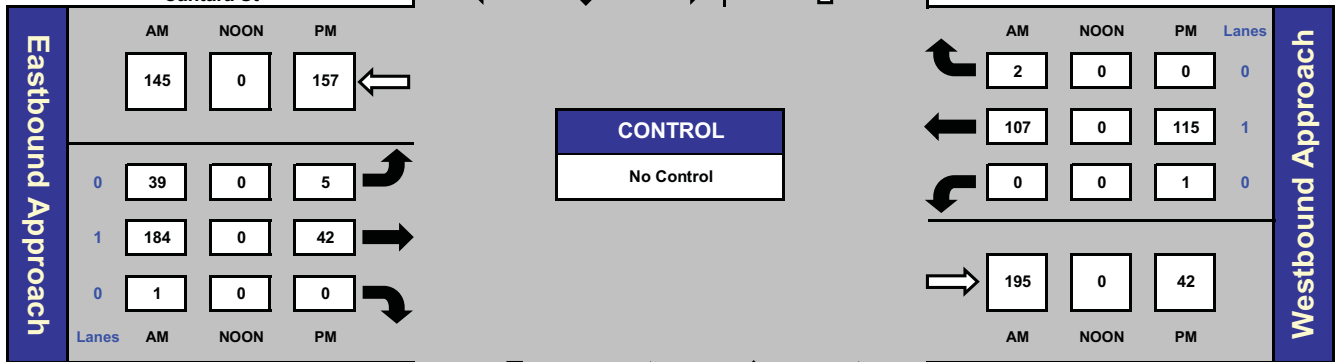 Eastbound Approach
AM NOON PM
145 0 157
0 39 0 5
1 184 0 42
0 1 0 0
Lanes AM NOON PM
CONTROL
No Control
AM NOON PM Lanes
2 0 0 0
107 0 115 1
0 0 1 0
195 0 42
AM NOON PM
Westbound Approach